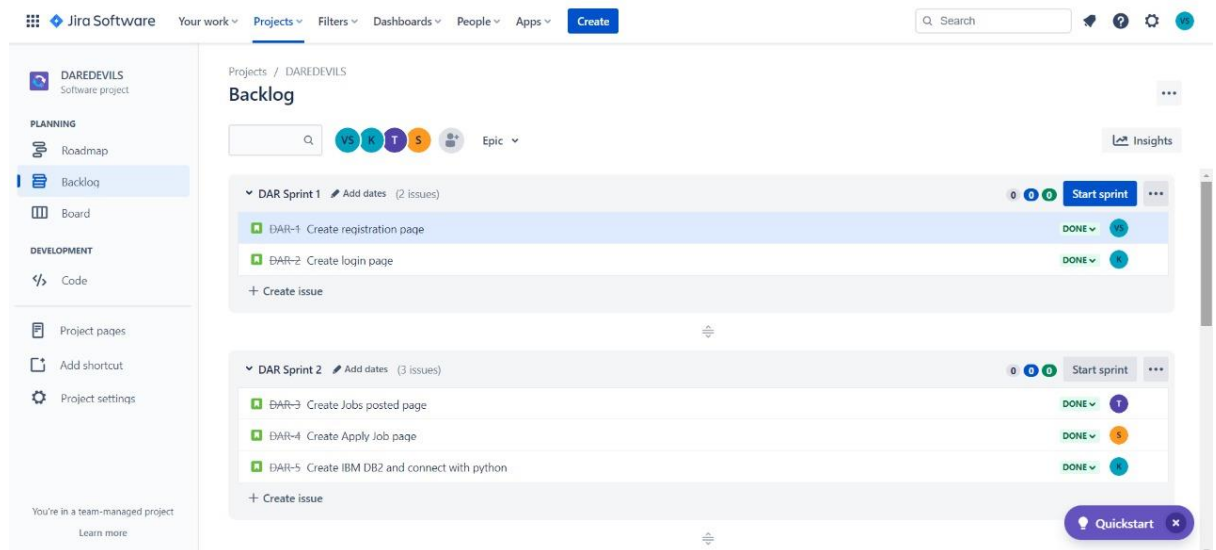 Jira Software Your work Projects Filters Dashboards People Apps Create Search VS
DAREDEVILS
Software project
PLANNING
Roadmap
Backlog
Board
DEVELOPMENT
Code
Project pages
Add shortcut
Project settings
You're in a team-managed project
Learn more
Projects / DAREDEVILS
Backlog
VS K T S Epic Insights
DAR Sprint 1 Add dates (2 issues) 0 0 0 Start sprint
DAR-1 Create registration page DONE VS
DAR-2 Create login page DONE K
+ Create issue
DAR Sprint 2 Add dates (3 issues) 0 0 0 Start sprint
DAR-3 Create Jobs posted page DONE T
DAR-4 Create Apply Job page DONE S
DAR-5 Create IBM DB2 and connect with python DONE K
+ Create issue
Quickstart